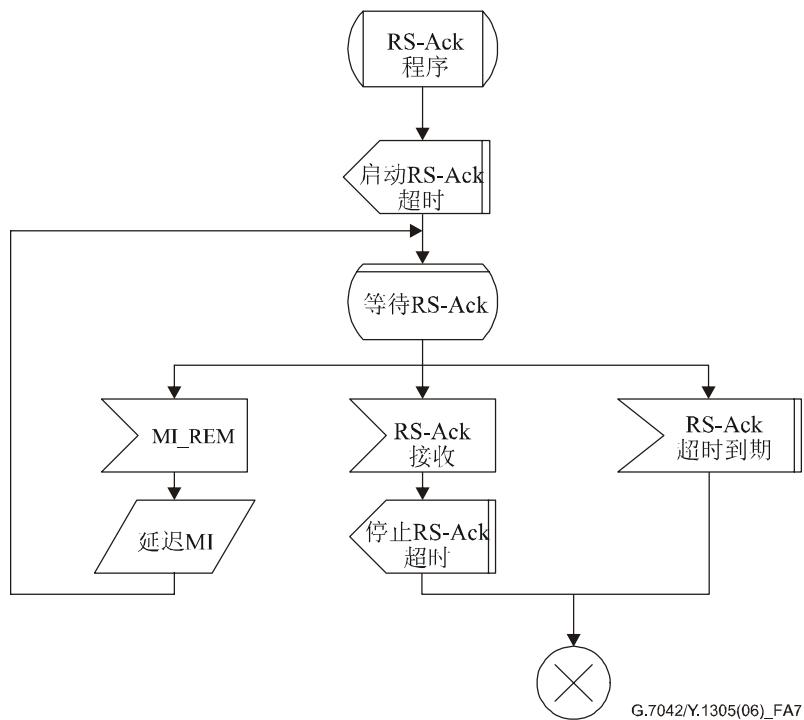 RS-Ack
程序
启动RS-Ack
超时
等待RS-Ack
MI_REM
RS-Ack
接收
RS-Ack
超时到期
延迟MI
停止RS-Ack
超时
G.7042/Y.1305(06)_FA7